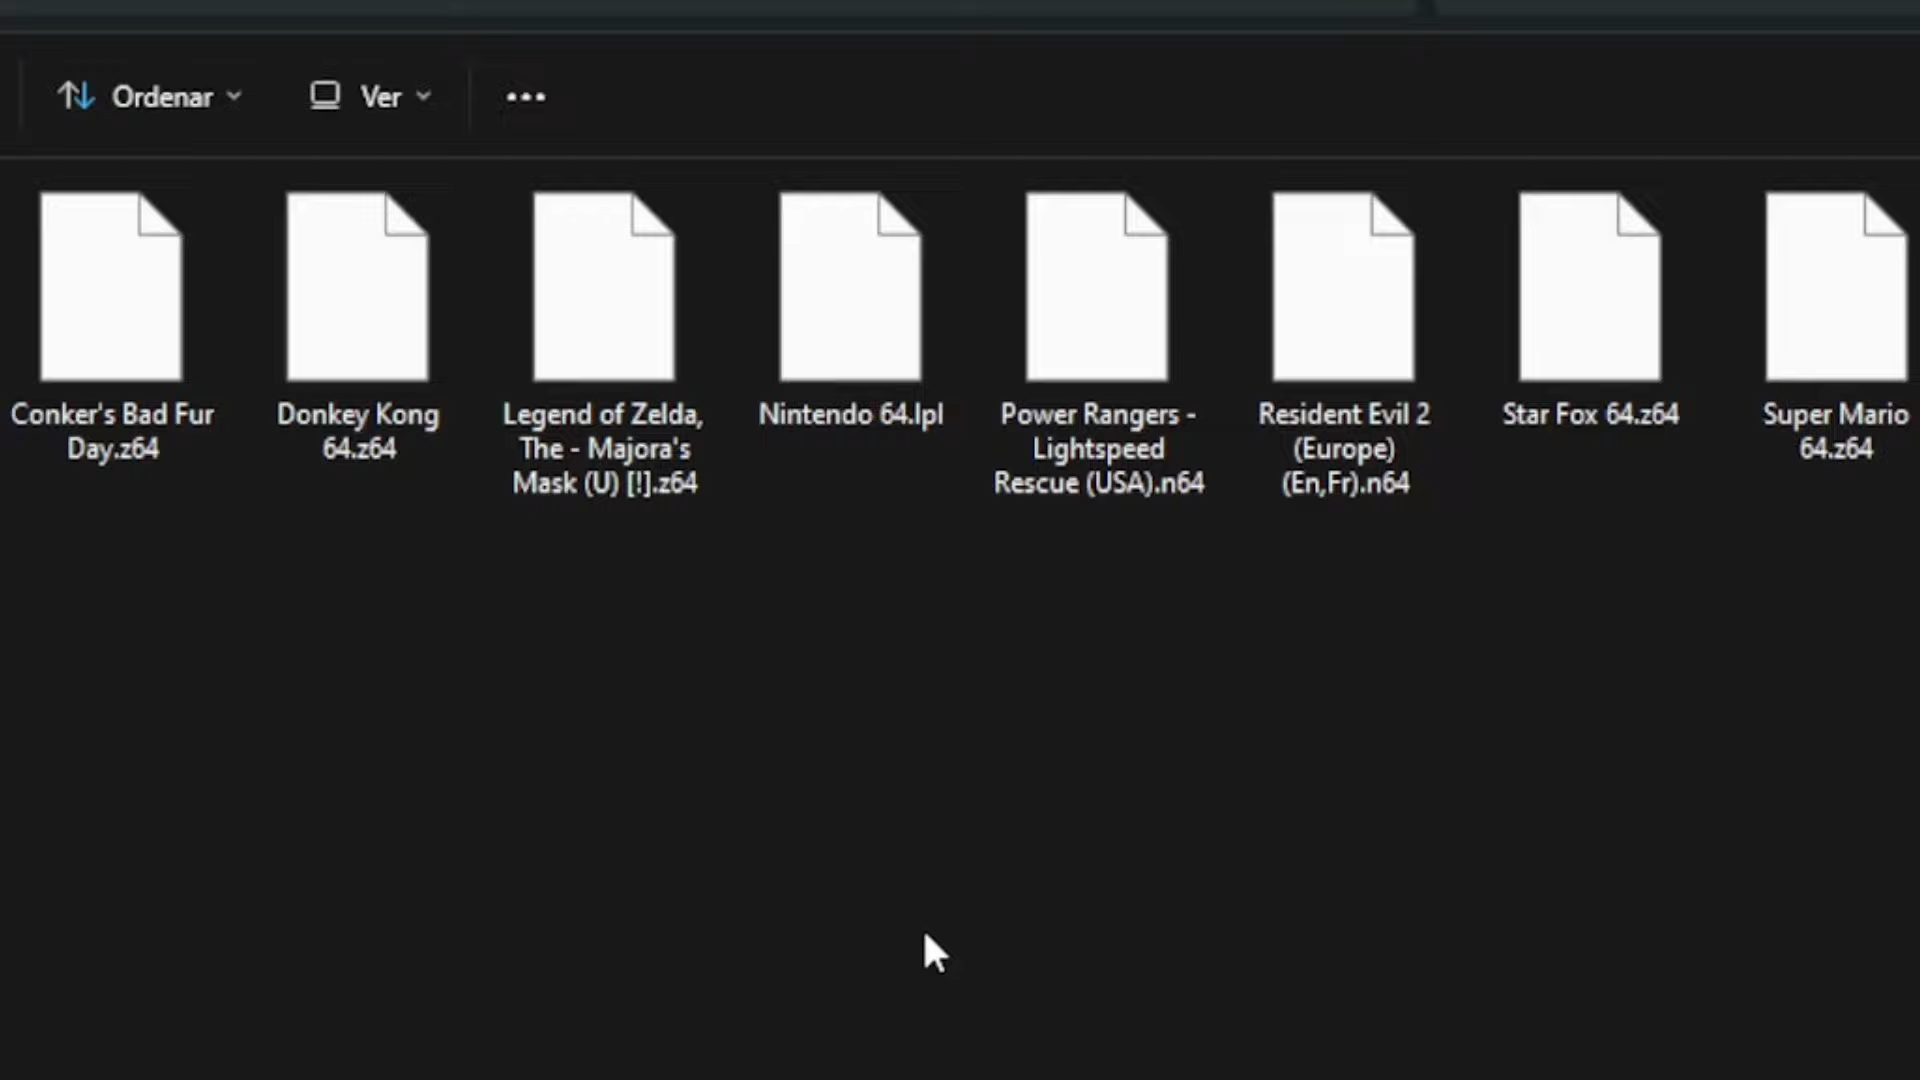 Ordenar
Ver
Conker's Bad Fur
Day.z64
Donkey Kong
64.z64
Legend of Zelda,
The - Majora's
Mask (U) [!].z64
Nintendo 64.lpl
Power Rangers -
Lightspeed
Rescue (USA).n64
Resident Evil 2
(Europe)
(En,Fr).n64
Star Fox 64.z64
Super Mario
64.z64